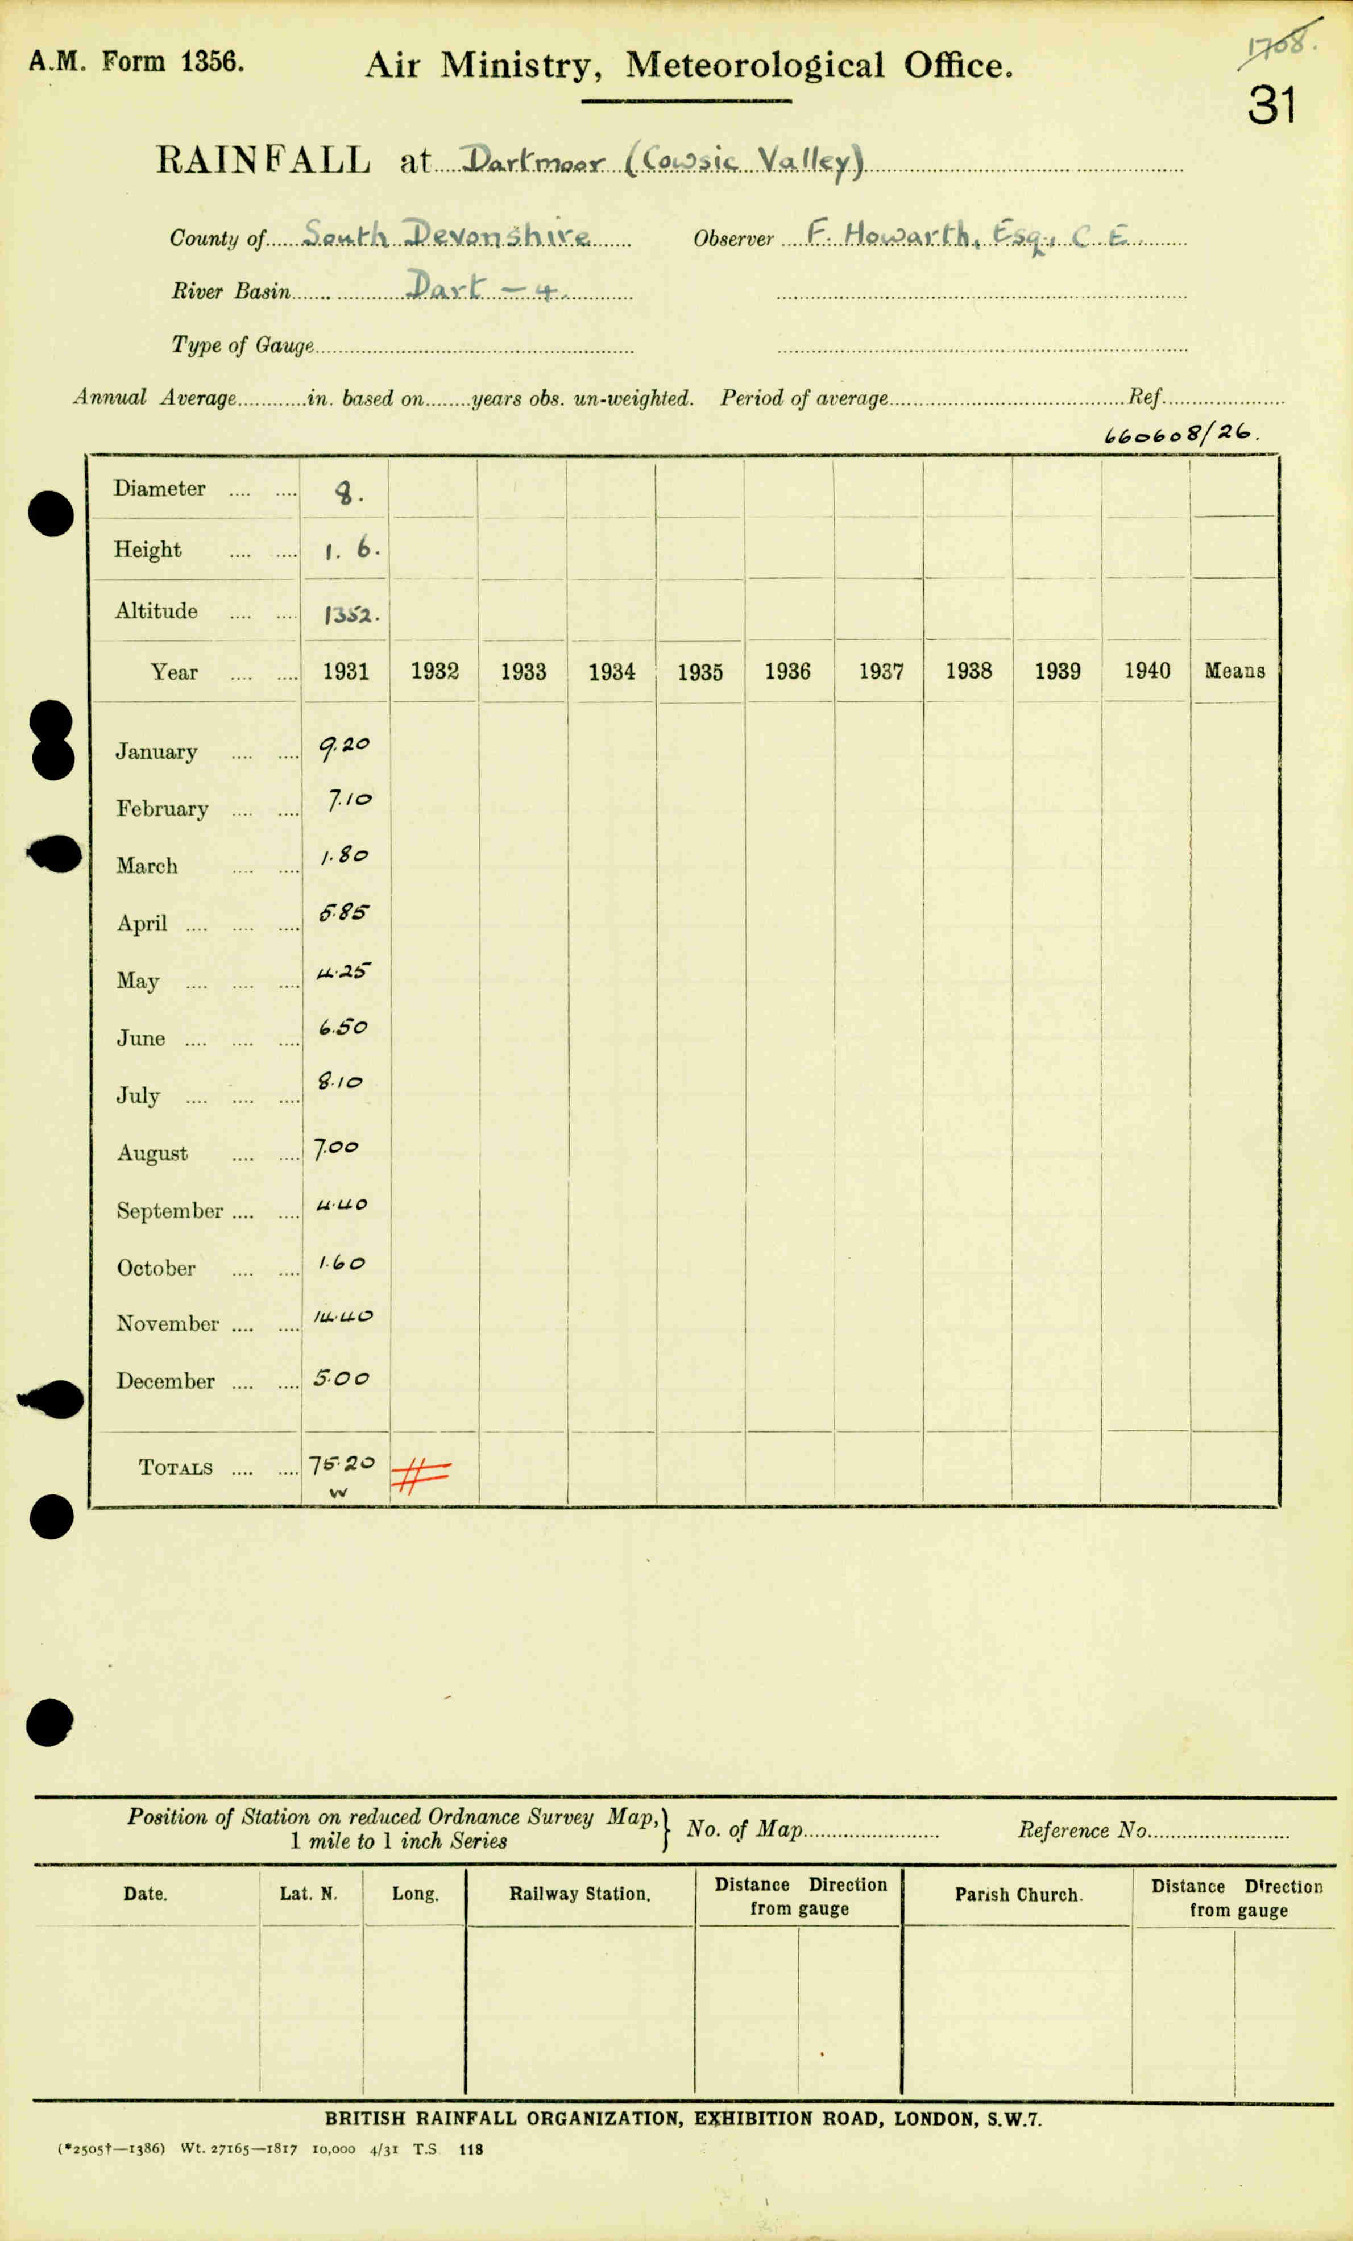 A.M. Form 1356. Air Ministry, Meteorological Office. 1708.
31
RAINFALL at Dartmoor (Cowsic Valley)
County of South Devonshire Observer F. Howarth, Esq., C.E.
River Basin Dart - 4.
Type of Gauge
Annual Average in. based on years obs. un-weighted. Period of average Ref.
660608/26.
Diameter .... .... 8.
Height .... .... 1. 6.
Altitude .... .... 1352.
Year .... .... 1931 1932 1933 1934 1935 1936 1937 1938 1939 1940 Means
January .... .... 9.20
February .... .... 7.10
March .... .... 1.80
April .... .... .... 5.85
May .... .... .... 4.25
June .... .... .... 6.50
July .... .... .... 8.10
August .... .... 7.00
September .... .... 4.40
October .... .... 1.60
November .... .... 14.40
December .... .... 5.00
TOTALS .... .... 75.20
W
Position of Station on reduced Ordnance Survey Map,} No. of Map Reference No.
1 mile to 1 inch Series
Date. Lat. N. Long. Railway Station. Distance Direction Parish Church. Distance Direction
from gauge from gauge
BRITISH RAINFALL ORGANIZATION, EXHIBITION ROAD, LONDON, S.W.7.
(*2505†—1386) Wt. 27165—1817 10,000 4/31 T.S. 118